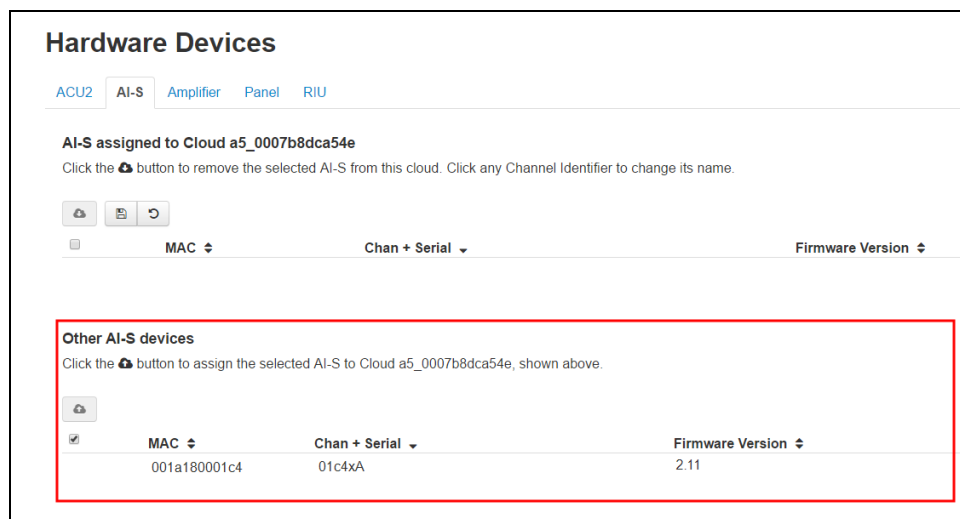 Hardware Devices
ACU2 AI-S Amplifier Panel RIU
AI-S assigned to Cloud a5_0007b8dca54e
Click the button to remove the selected AI-S from this cloud. Click any Channel Identifier to change its name.
MAC Chan + Serial Firmware Version
Other AI-S devices
Click the button to assign the selected AI-S to Cloud a5_0007b8dca54e, shown above.
MAC Chan + Serial Firmware Version
001a180001c4 01c4xA 2.11